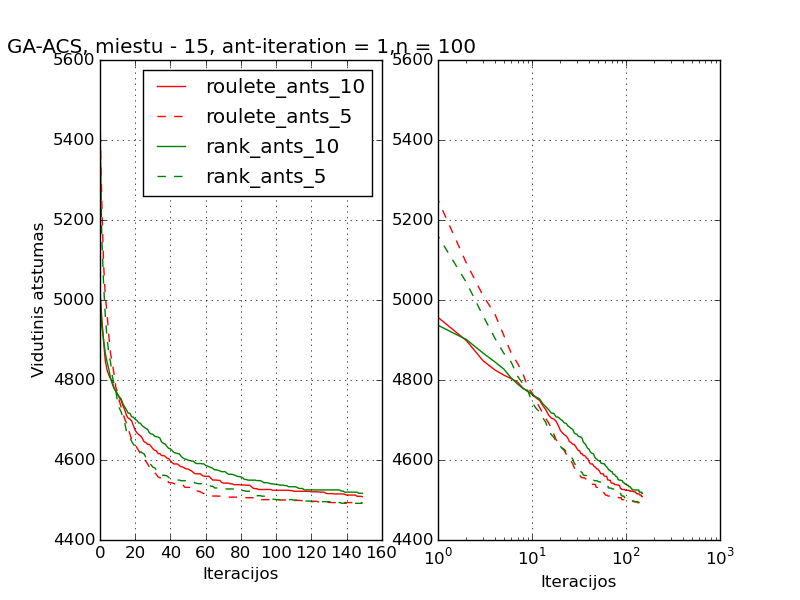 GA-ACS, miestu - 15, ant-iteration = 1,n = 100
roulete_ants_10
roulete_ants_5
rank_ants_10
rank_ants_5
Vidutinis atstumas
5600
5400
5200
5000
4800
4600
4400
0 20 40 60 80 100 120 140 160
Iteracijos
5600
5400
5200
5000
4800
4600
4400
10^0 10^1 10^2 10^3
Iteracijos